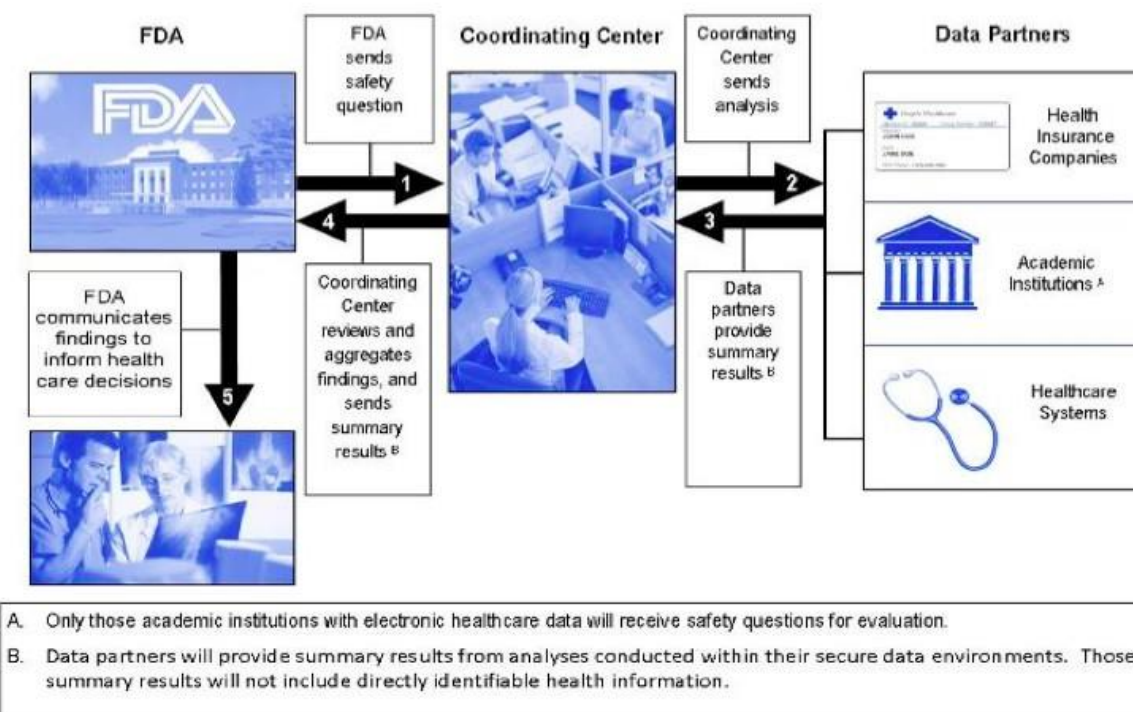 FDA
FDA
sends
safety
question
Coordinating Center
Coordinating
Center
sends
analysis
Data Partners
FDA
Health
Insurance
Companies
1
2
4
3
Academic
Institutions A
FDA
communicates
findings to
inform health
care decisions
Coordinating
Center
reviews and
aggregates
findings, and
sends
summary
results B
Data
partners
provide
summary
results B
5
Healthcare
Systems
A. Only those academic institutions with electronic healthcare data will receive safety questions for evaluation.
B. Data partners will provide summary results from analyses conducted within their secure data environments. Those
summary results will not include directly identifiable health information.